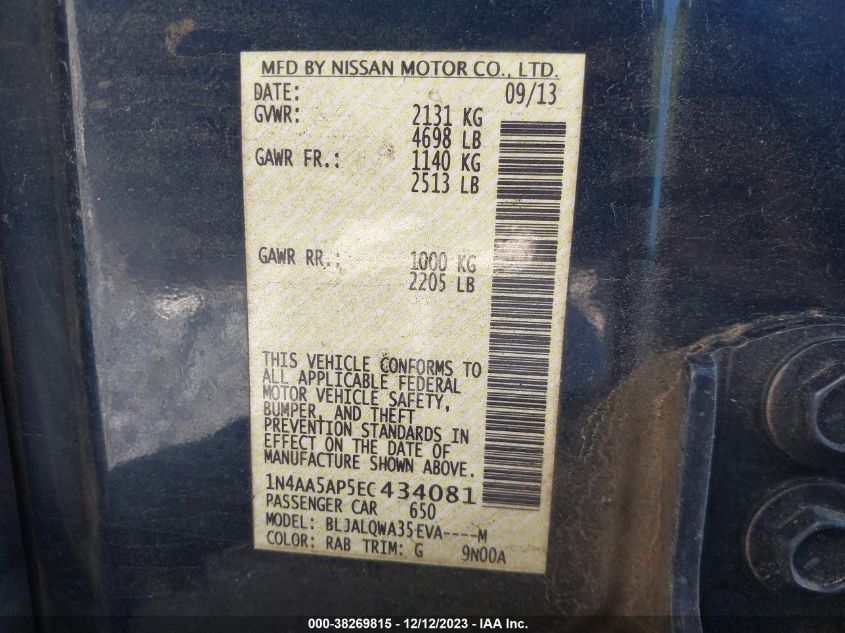 MFD BY NISSAN MOTOR CO., LTD.
DATE: 09/13
GVWR: 2131 KG
4698 LB
GAWR FR.: 1140 KG
2513 LB
GAWR RR.: 1000 KG
2205 LB
THIS VEHICLE CONFORMS TO
ALL APPLICABLE FEDERAL
MOTOR VEHICLE SAFETY,
BUMPER, AND THEFT
PREVENTION STANDARDS IN
EFFECT ON THE DATE OF
MANUFACTURE SHOWN ABOVE.
1N4AA5AP5EC434081
PASSENGER CAR 650
MODEL: BLJALQWA35EVA----M
COLOR: RAB TRIM: G 9N00A
000-38269815 - 12/12/2023 - IAA Inc.